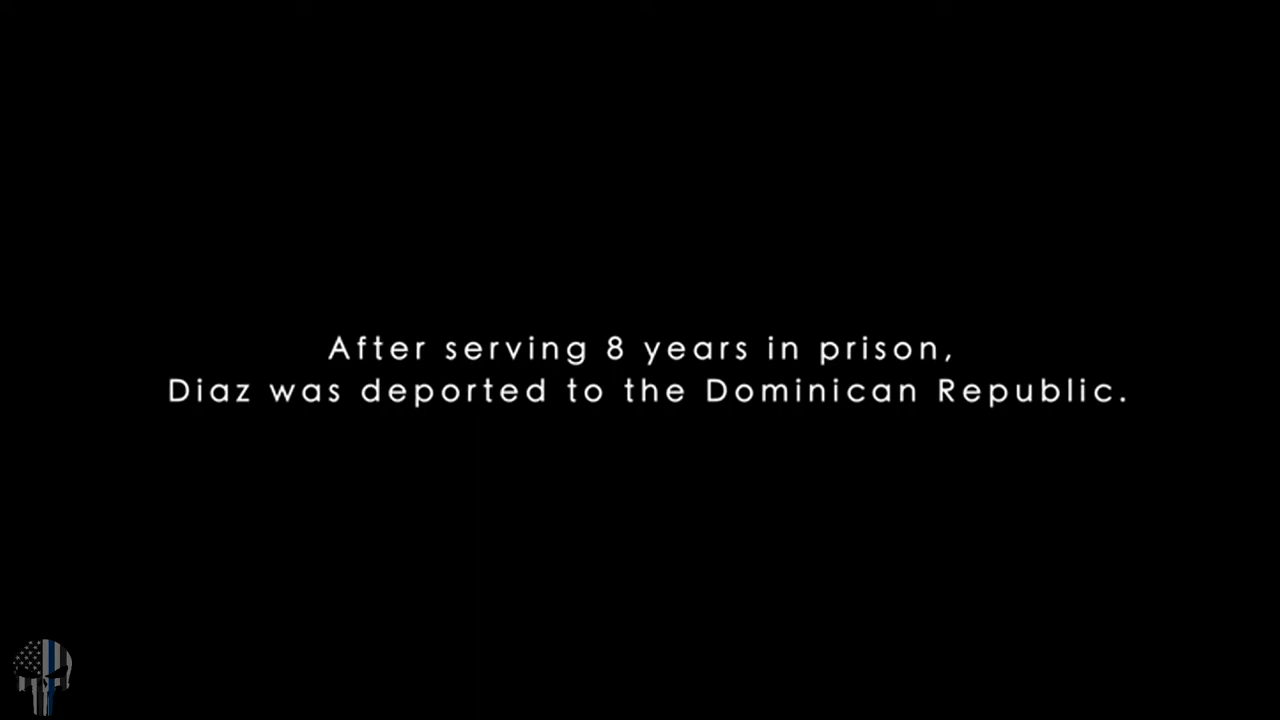 After serving 8 years in prison,
Diaz was deported to the Dominican Republic.